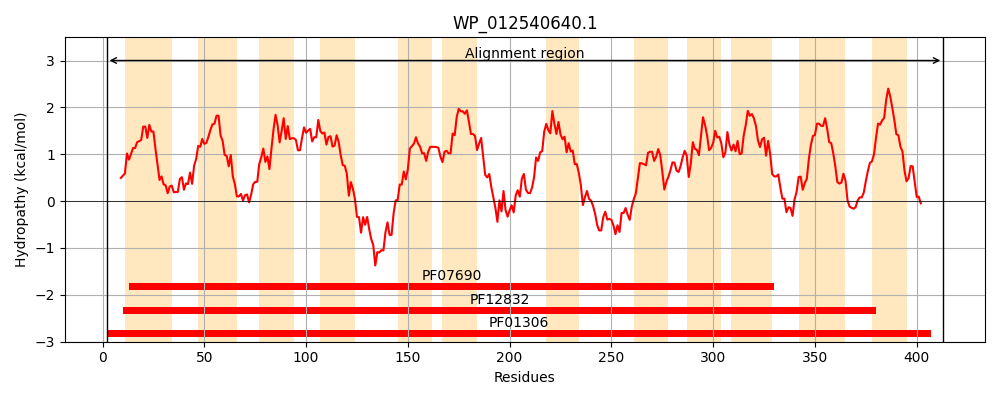 WP_012540640.1
Alignment region
3
2
1
0
−1
−2
−3
Hydropathy (kcal/mol)
PF07690
PF12832
PF01306
0 50 100 150 200 250 300 350 400
Residues